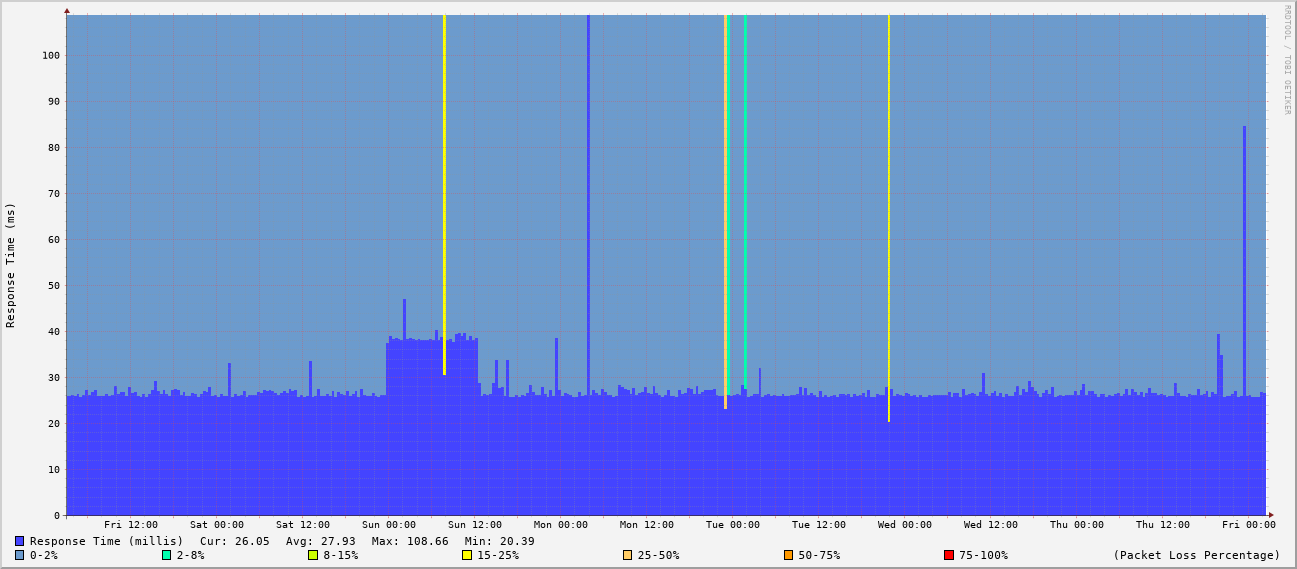 RRDTOOL / TOBI OETIKER
Response Time (ms)
100
90
80
70
60
50
40
30
20
10
0
Fri 12:00 Sat 00:00 Sat 12:00 Sun 00:00 Sun 12:00 Mon 00:00 Mon 12:00 Tue 00:00 Tue 12:00 Wed 00:00 Wed 12:00 Thu 00:00 Thu 12:00 Fri 00:00
Response Time (millis) Cur: 26.05 Avg: 27.93 Max: 108.66 Min: 20.39
0-2% 2-8% 8-15% 15-25% 25-50% 50-75% 75-100% (Packet Loss Percentage)